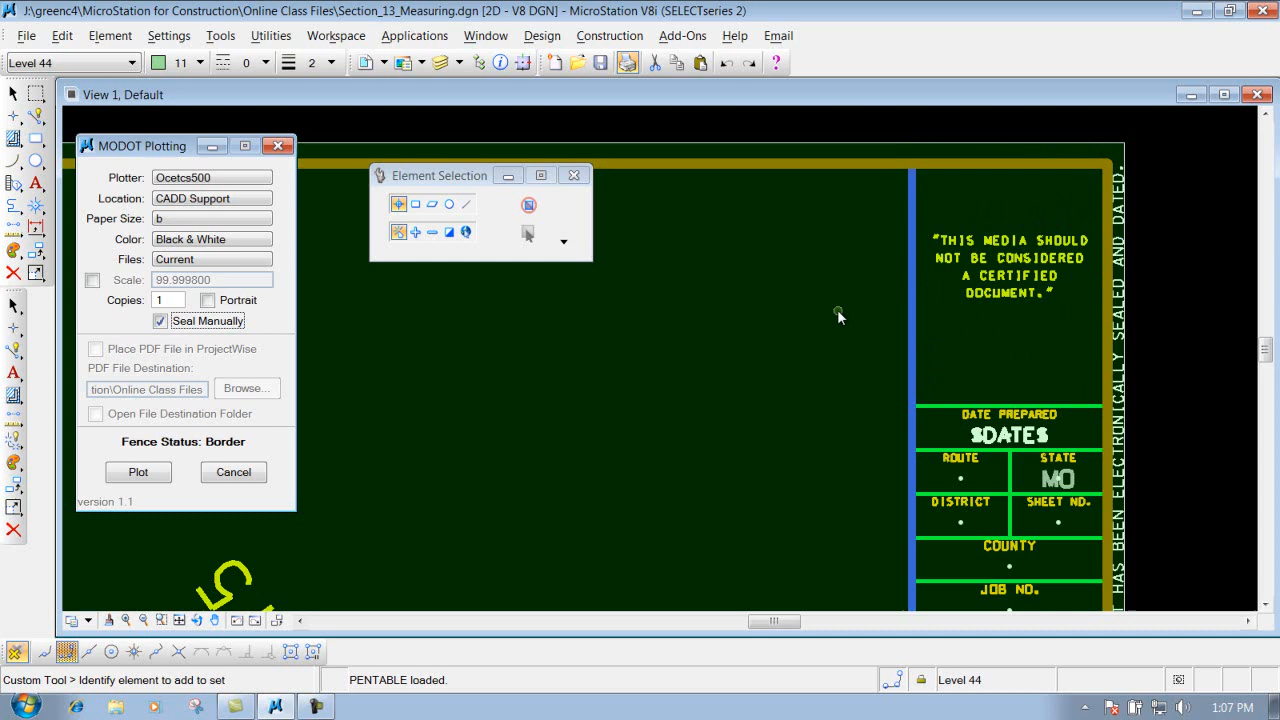 J:\greenc4\MicroStation for Construction\Online Class Files\Section_13_Measuring.dgn [2D - V8 DGN] - MicroStation V8i (SELECTseries 2)
File Edit Element Settings Tools Utilities Workspace Applications Window Design Construction Add-Ons Help Email
Level 44 11 0 2
View 1, Default
MODOT Plotting
Plotter: Ocetcs500
Location: CADD Support
Paper Size: b
Color: Black & White
Files: Current
Scale: 99.999800
Copies: 1 Portrait
Seal Manually
Place PDF File in ProjectWise
PDF File Destination:
tion\Online Class Files Browse...
Open File Destination Folder
Fence Status: Border
Plot Cancel
version 1.1
Element Selection
"THIS MEDIA SHOULD
NOT BE CONSIDERED
A CERTIFIED
DOCUMENT."
DATE PREPARED
$DATE$
ROUTE STATE
MO
DISTRICT SHEET NO.
COUNTY
JOB NO.
HAS BEEN ELECTRONICALLY SEALED AND DATED.
Custom Tool > Identify element to add to set PENTABLE loaded. Level 44
1:07 PM